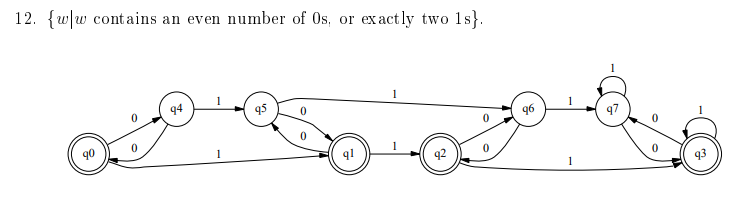 12. {w|w contains an even number of 0s, or exactly two 1s}.
1
1
0
1
0
1
0
1
q4
q5
q6
q7
0
0
0
0
1
1
q0
q1
q2
q3
1